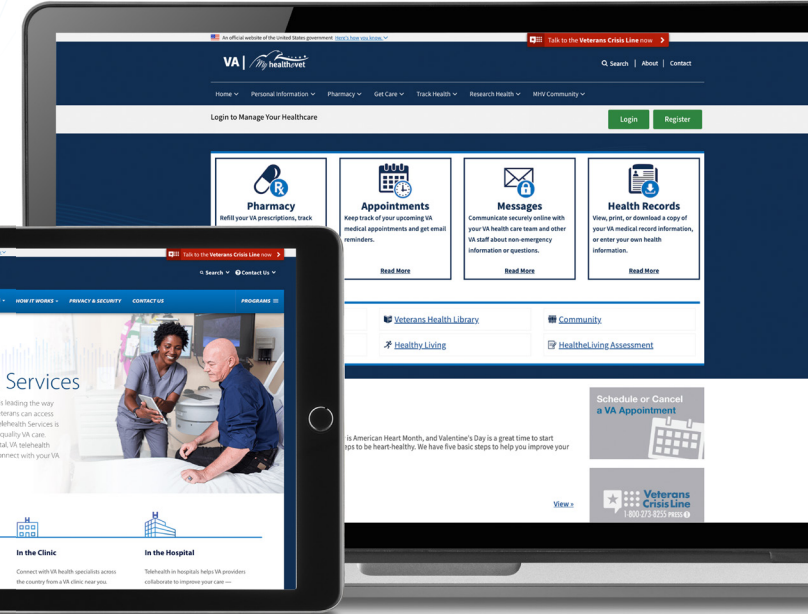 An official website of the United States government Here's how you know.
Talk to the Veterans Crisis Line now
VA My healthevet
Search About Contact
Home Personal Information Pharmacy Get Care Track Health Research Health MHV Community
Login to Manage Your Healthcare
Login Register
Pharmacy
Refill your VA prescriptions, track
Appointments
Keep track of your upcoming VA
medical appointments and get email
reminders.
Read More
Messages
Communicate securely online with
your VA health care team and other
VA staff about non-emergency
information or questions.
Read More
Health Records
View, print, or download a copy of
your VA medical record information,
or enter your own health
information.
Read More
Veterans Health Library
Community
Healthy Living
HealtheLiving Assessment
is American Heart Month, and Valentine's Day is a great time to start
eps to be heart-healthy. We have five basic steps to help you improve your
View »
Schedule or Cancel
a VA Appointment
Veterans
Crisis Line
1-800-273-8255 PRESS 1
Talk to the Veterans Crisis Line now
Search Contact Us
HOW IT WORKS PRIVACY & SECURITY CONTACT US PROGRAMS
Services
s leading the way
eterans can access
elehealth Services is
quality VA care.
tal, VA telehealth
nnect with your VA
H
In the Clinic
Connect with VA health specialists across
the country from a VA clinic near you.
H
In the Hospital
Telehealth in hospitals helps VA providers
collaborate to improve your care —